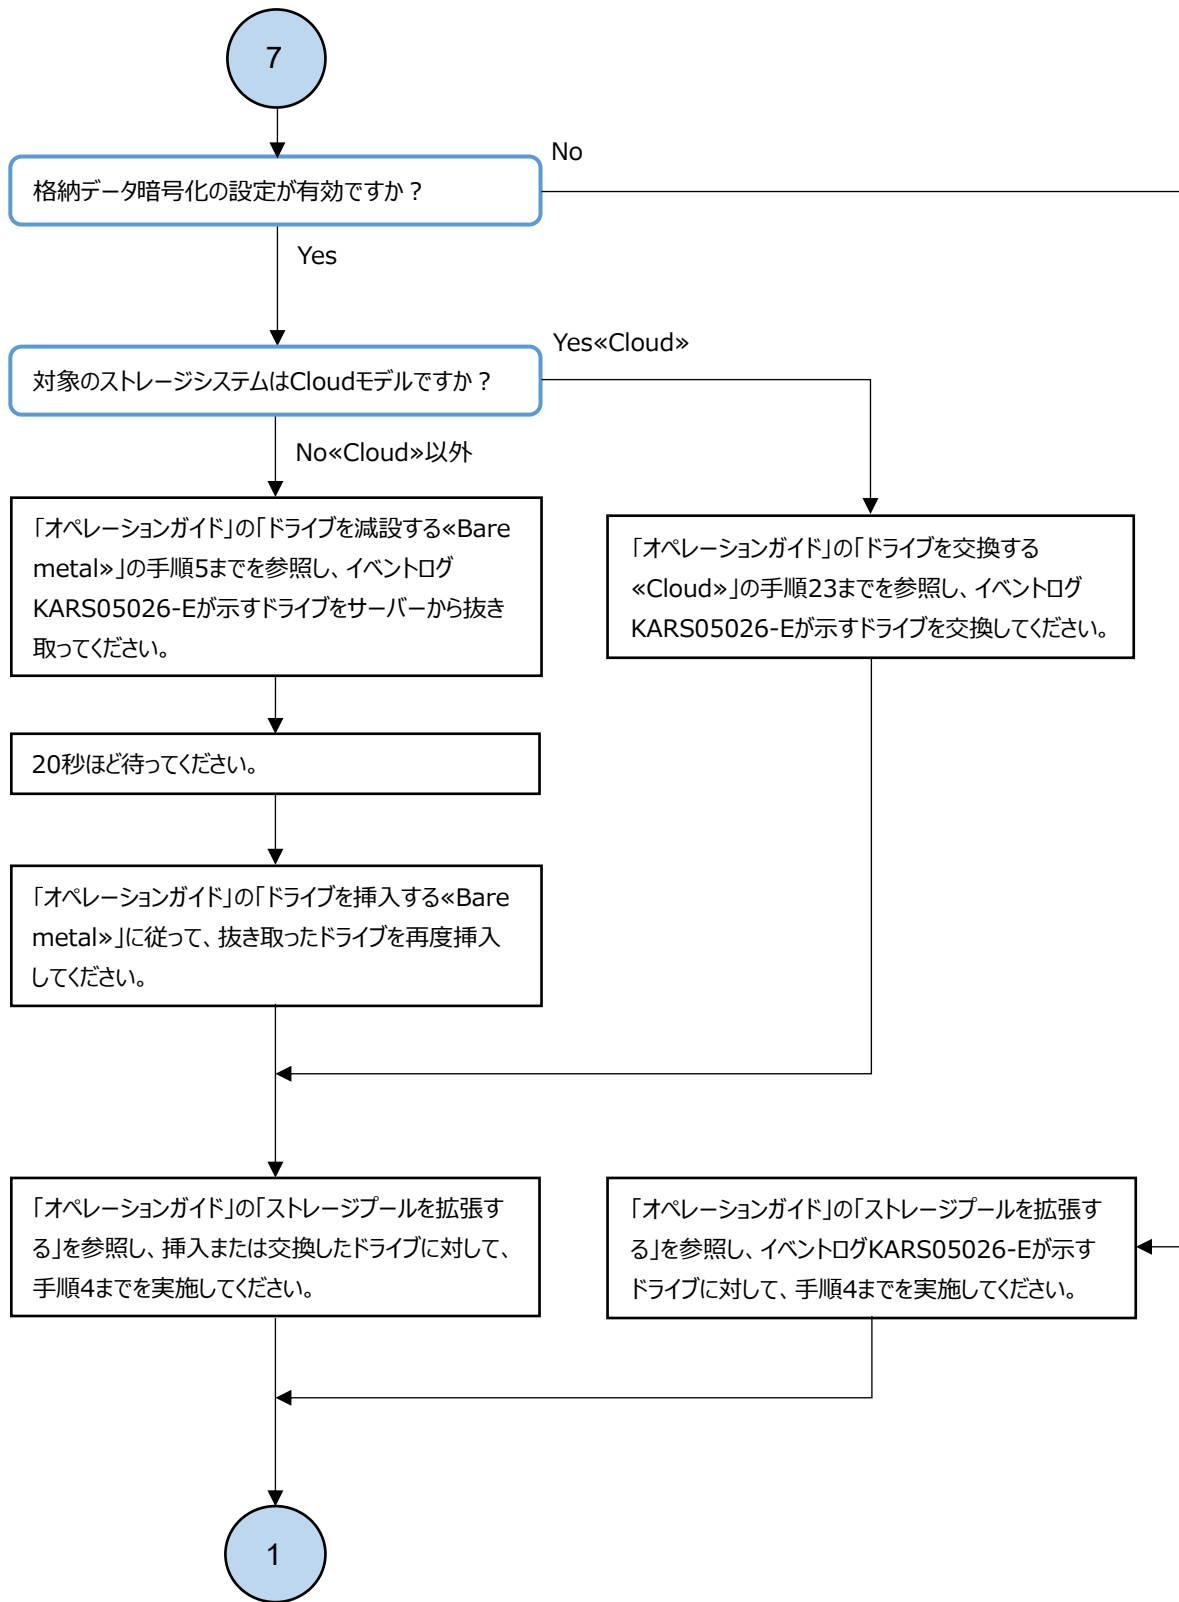 7
No
格納データ暗号化の設定が有効ですか？
Yes
Yes«Cloud»
対象のストレージシステムはCloudモデルですか？
No«Cloud»以外
「オペレーションガイド」の「ドライブを減設する«Bare
metal»」の手順5までを参照し、イベントログ
KARS05026-Eが示すドライブをサーバーから抜き
取ってください。
「オペレーションガイド」の「ドライブを交換する
«Cloud»」の手順23までを参照し、イベントログ
KARS05026-Eが示すドライブを交換してください。
20秒ほど待ってください。
「オペレーションガイド」の「ドライブを挿入する«Bare
metal»」に従って、抜き取ったドライブを再度挿入
してください。
「オペレーションガイド」の「ストレージプールを拡張す
る」を参照し、挿入または交換したドライブに対して、
手順4までを実施してください。
「オペレーションガイド」の「ストレージプールを拡張す
る」を参照し、イベントログKARS05026-Eが示す
ドライブに対して、手順4までを実施してください。
1